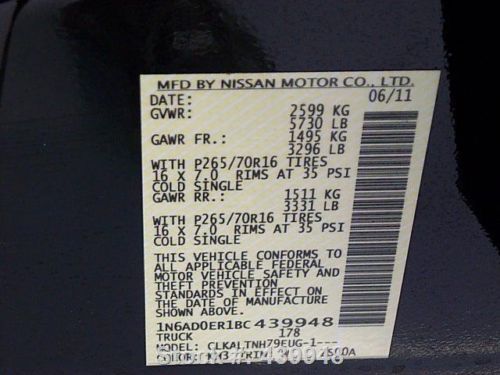 MFD BY NISSAN MOTOR CO., LTD.
DATE: 06/11
GVWR: 2599 KG
5730 LB
GAWR FR.: 1495 KG
3296 LB
WITH P265/70R16 TIRES
16 X 7.0 RIMS AT 35 PSI
COLD SINGLE
GAWR RR.: 1511 KG
3331 LB
WITH P265/70R16 TIRES
16 X 7.0 RIMS AT 35 PSI
COLD SINGLE
THIS VEHICLE CONFORMS TO
ALL APPLICABLE FEDERAL
MOTOR VEHICLE SAFETY AND
THEFT PREVENTION
STANDARDS IN EFFECT ON
THE DATE OF MANUFACTURE
SHOWN ABOVE.
1N6AD0ER1BC439948
TRUCK 178
MODEL: CLKALTNH79EUG-1---
COLOR: KH3 TRIM:
439948